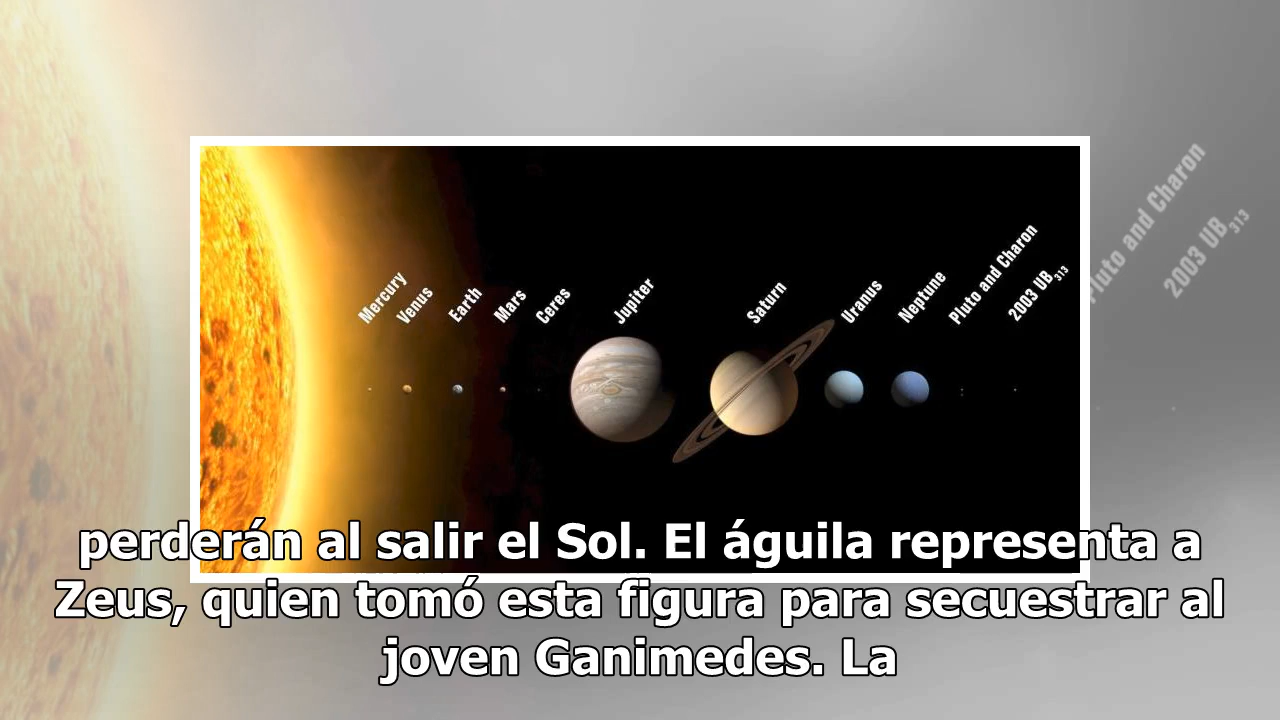 Mercury
Venus
Earth
Mars
Ceres
Jupiter
Saturn
Uranus
Neptune
Pluto and Charon
2003 UB313
Pluto and Charon
2003 UB313
perderán al salir el Sol. El águila representa a
Zeus, quien tomó esta figura para secuestrar al
joven Ganimedes. La